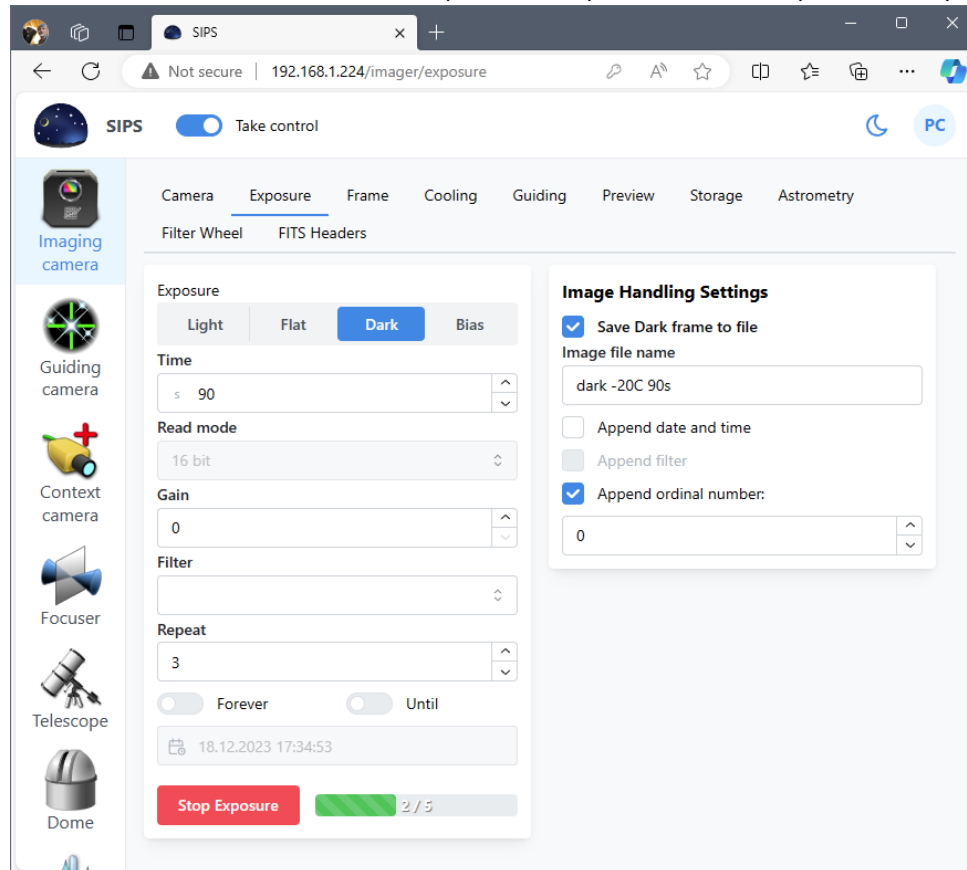 SIPS
Not secure | 192.168.1.224/imager/exposure
SIPS Take control PC
Camera Exposure Frame Cooling Guiding Preview Storage Astrometry
Filter Wheel FITS Headers
Imaging
camera
Guiding
camera
Context
camera
Focuser
Telescope
Dome
Exposure
Light Flat Dark Bias
Time
s 90
Read mode
16 bit
Gain
0
Filter
Repeat
3
Forever Until
18.12.2023 17:34:53
Stop Exposure 2 / 5
Image Handling Settings
Save Dark frame to file
Image file name
dark -20C 90s
Append date and time
Append filter
Append ordinal number:
0